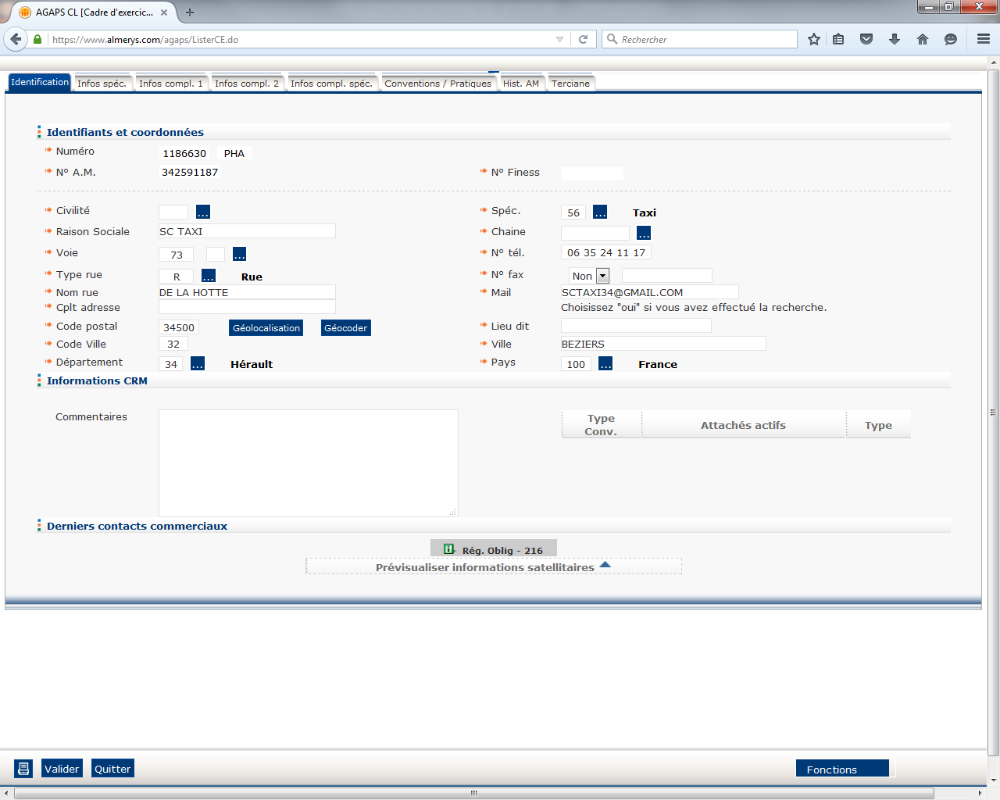 AGAPS CL [Cadre d'exercic...
https://www.almerys.com/agaps/ListerCE.do
Rechercher
Identification Infos spéc. Infos compl. 1 Infos compl. 2 Infos compl. spéc. Conventions / Pratiques Hist. AM Terciane
Identifiants et coordonnées
Numéro 1186630 PHA
N° A.M. 342591187 N° Finess
Civilité ... Spéc. 56 ... Taxi
Raison Sociale SC TAXI Chaine ...
Voie 73 ... N° tél. 06 35 24 11 17
Type rue R ... Rue N° fax Non
Nom rue DE LA HOTTE Mail SCTAXI34@GMAIL.COM
Cplt adresse Choisissez "oui" si vous avez effectué la recherche.
Code postal 34500 Géolocalisation Géocoder Lieu dit
Code Ville 32 Ville BEZIERS
Département 34 ... Hérault Pays 100 ... France
Informations CRM
Commentaires Type Conv. Attachés actifs Type
Derniers contacts commerciaux
Rég. Oblig - 216
Prévisualiser informations satellitaires
Valider Quitter Fonctions